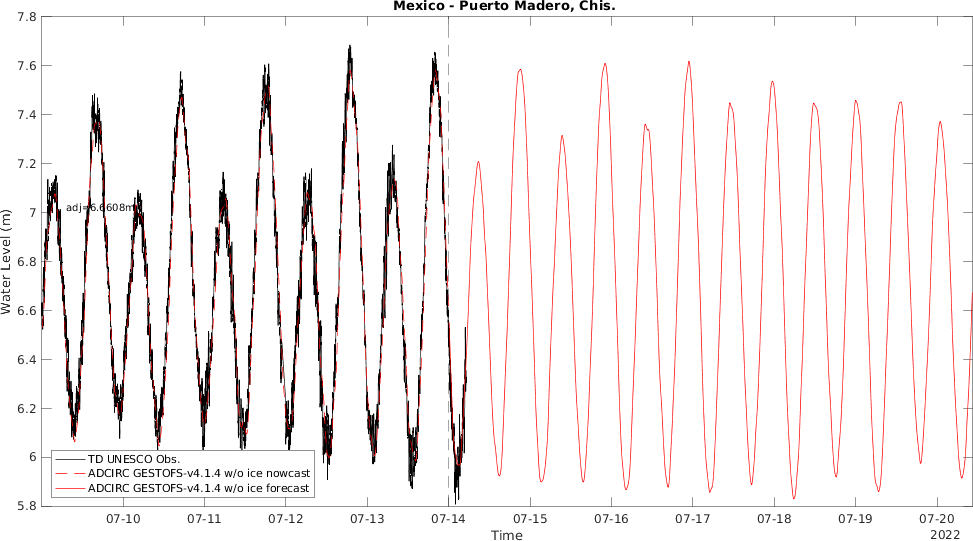 Mexico - Puerto Madero, Chis.
7.8
7.6
7.4
7.2
7
6.8
6.6
6.4
6.2
6
5.8
Water Level (m)
adj=6.6608m
TD UNESCO Obs.
ADCIRC GESTOFS-v4.1.4 w/o ice nowcast
ADCIRC GESTOFS-v4.1.4 w/o ice forecast
07-10 07-11 07-12 07-13 07-14 07-15 07-16 07-17 07-18 07-19 07-20
Time
2022